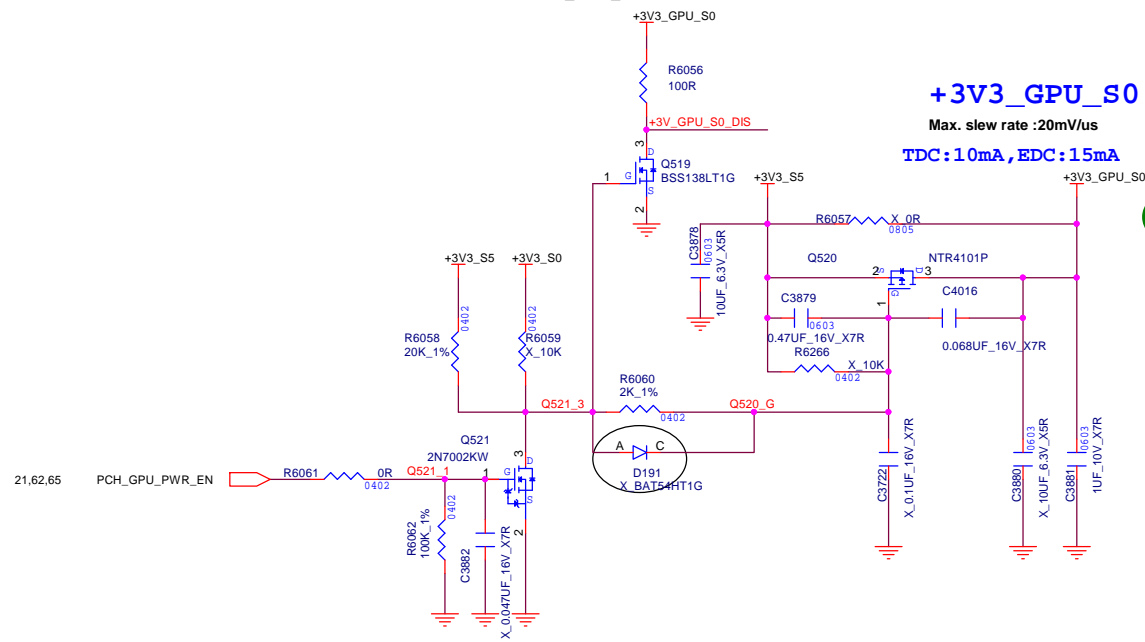 +3V3_GPU_S0
R6056
100R
+3V3_GPU_S0
Max. slew rate :20mV/us
TDC:10mA,EDC:15mA
+3V_GPU_S0_DIS
3
D
Q519
BSS138LT1G
1
G
S
2
+3V3_S5
+3V3_GPU_S0
R6057
X_0R
0805
C3878
0603
10UF_6.3V_X5R
Q520
NTR4101P
2
S
D
3
G
1
C3879
0603
0.47UF_16V_X7R
C4016
0.068UF_16V_X7R
R6266
X_10K
0402
+3V3_S5
+3V3_S0
0402
R6058
20K_1%
0402
R6059
X_10K
R6060
2K_1%
0402
Q521_3
Q520_G
A
C
D191
X_BAT54HT1G
Q521
2N7002KW
3
D
1
G
S
2
21,62,65
PCH_GPU_PWR_EN
R6061
0R
0402
Q521_1
R6062
100K_1%
0402
C3882
X_0.047UF_16V_X7R
C3722
X_0.1UF_16V_X7R
C3880
0603
X_10UF_6.3V_X5R
C3881
0603
1UF_10V_X7R